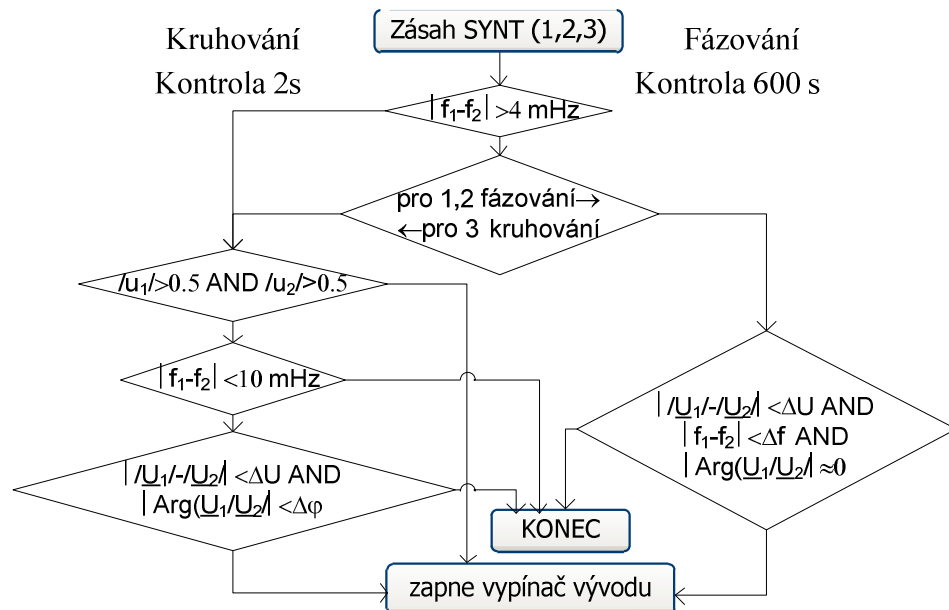 Kruhování
Kontrola 2s
Zásah SYNT (1,2,3)
Fázování
Kontrola 600 s
|f₁-f₂| >4 mHz
pro 1,2 fázování→
←pro 3 kruhování
/u₁/>0.5 AND /u₂/>0.5
|f₁-f₂| <10 mHz
|/U₁/-/U₂/| <ΔU AND
|f₁-f₂| <Δf AND
|Arg(U₁/U₂/| ≈0
|/U₁/-/U₂/| <ΔU AND
|Arg(U₁/U₂/| <Δφ
KONEC
zapne vypínač vývodu